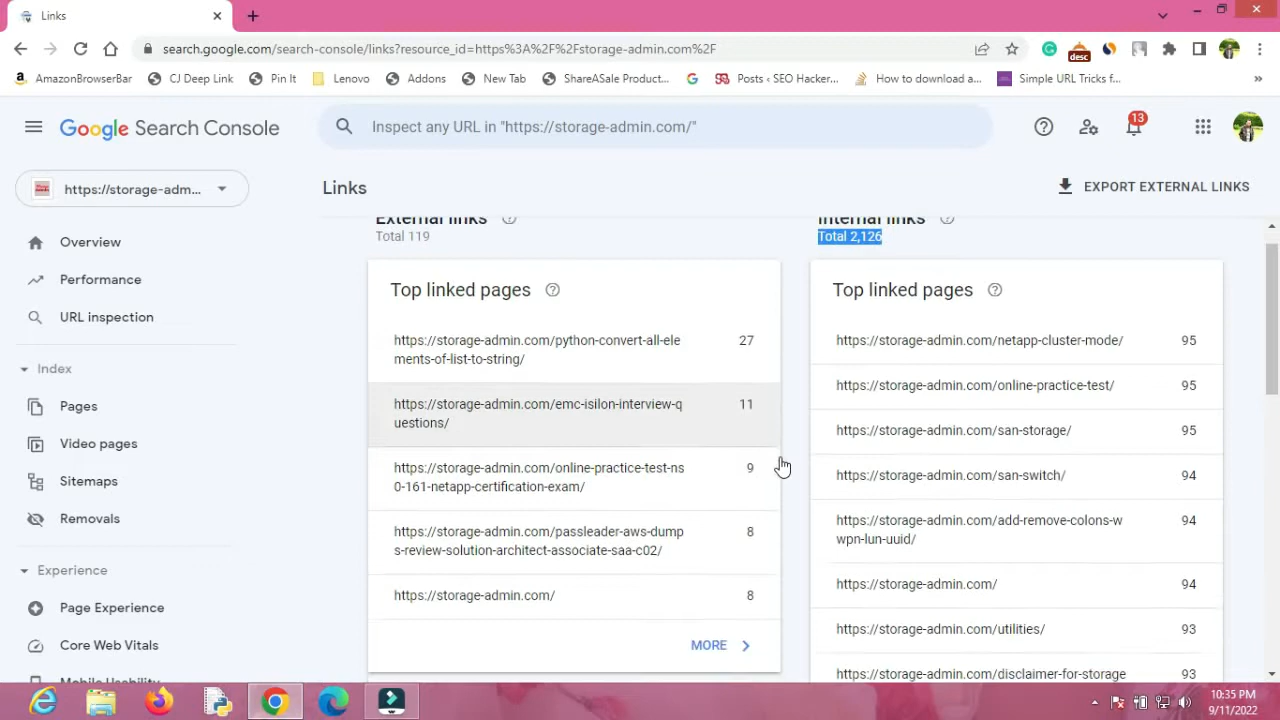 Links
search.google.com/search-console/links?resource_id=https%3A%2F%2Fstorage-admin.com%2F
desc
AmazonBrowserBar
CJ Deep Link
Pin It
Lenovo
Addons
New Tab
ShareASale Product...
Posts ‹ SEO Hacker...
How to download a...
Simple URL Tricks f...
»
Google Search Console
Inspect any URL in "https://storage-admin.com/"
13
https://storage-adm...
Links
EXPORT EXTERNAL LINKS
Overview
Performance
URL inspection
Index
Pages
Video pages
Sitemaps
Removals
Experience
Page Experience
Core Web Vitals
Mobile Usability
External links
Total 119
Top linked pages
https://storage-admin.com/python-convert-all-ele
ments-of-list-to-string/
27
https://storage-admin.com/emc-isilon-interview-q
uestions/
11
https://storage-admin.com/online-practice-test-ns
0-161-netapp-certification-exam/
9
https://storage-admin.com/passleader-aws-dump
s-review-solution-architect-associate-saa-c02/
8
https://storage-admin.com/
8
MORE
Internal links
Total 2,126
Top linked pages
https://storage-admin.com/netapp-cluster-mode/
95
https://storage-admin.com/online-practice-test/
95
https://storage-admin.com/san-storage/
95
https://storage-admin.com/san-switch/
94
https://storage-admin.com/add-remove-colons-w
wpn-lun-uuid/
94
https://storage-admin.com/
94
https://storage-admin.com/utilities/
93
https://storage-admin.com/disclaimer-for-storage
93
10:35 PM
9/11/2022